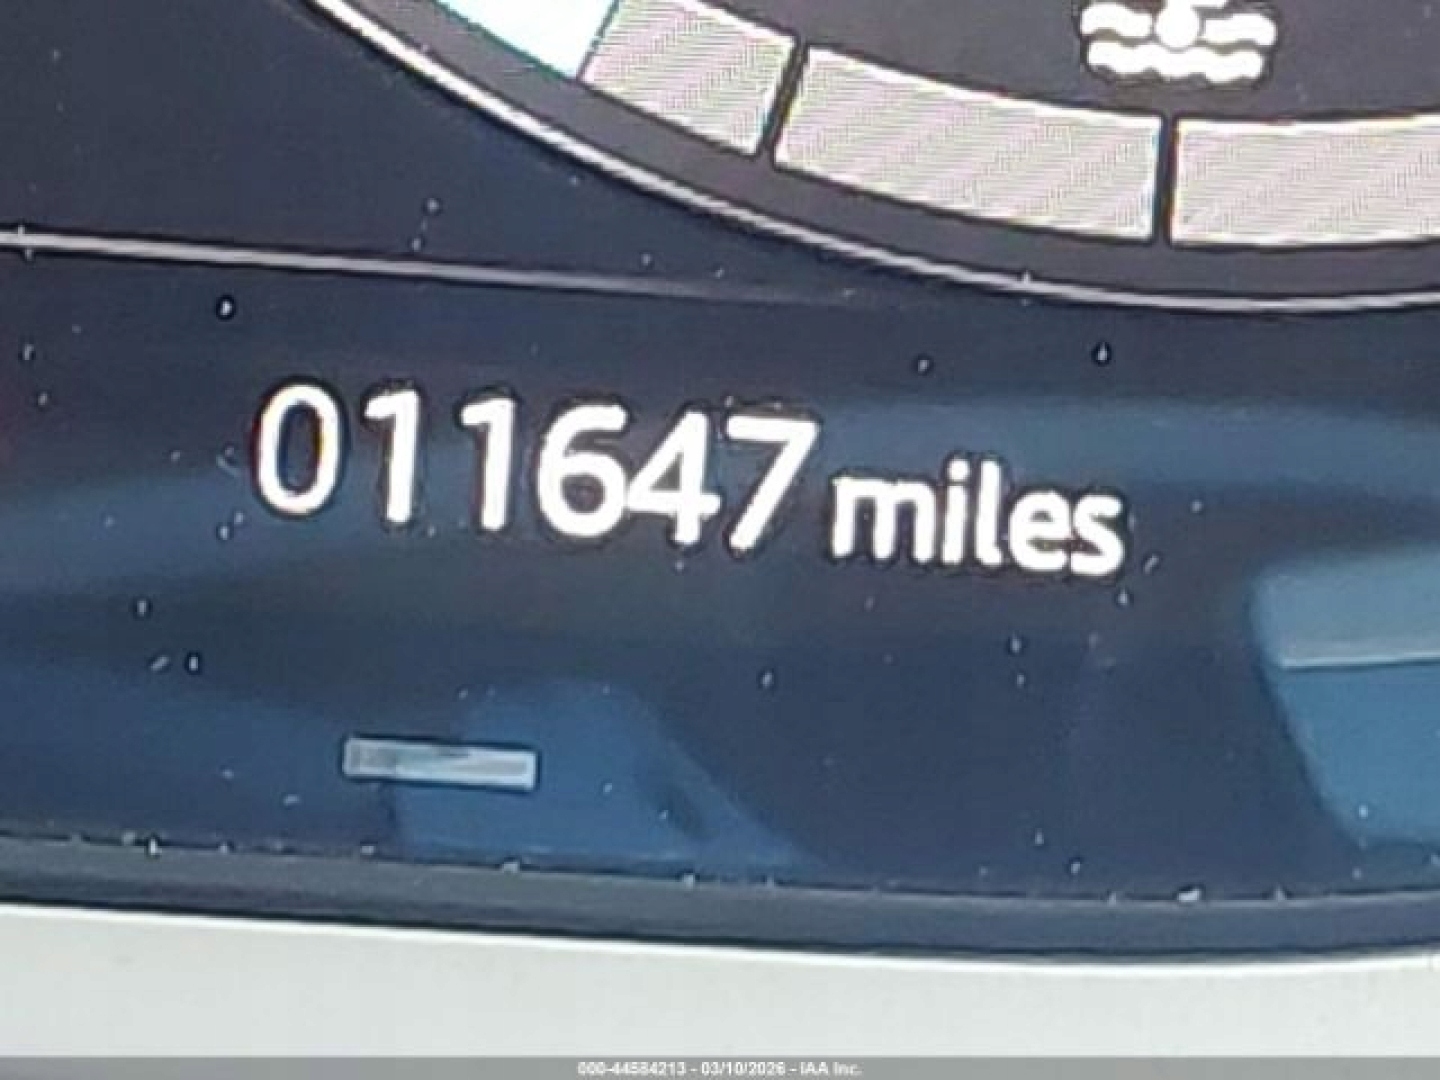 011647 miles
000-44584213 - 03/10/2026 - IAA Inc.